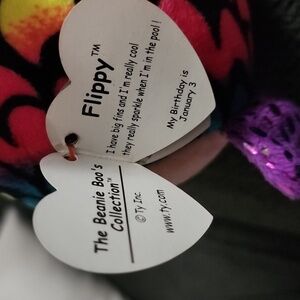 Flippy™
I have big fins and I'm really cool
they really sparkle when I'm in the pool !
My Birthday is
January 3
The Beanie Boo's
Collection™
© Ty Inc.
www.ty.com